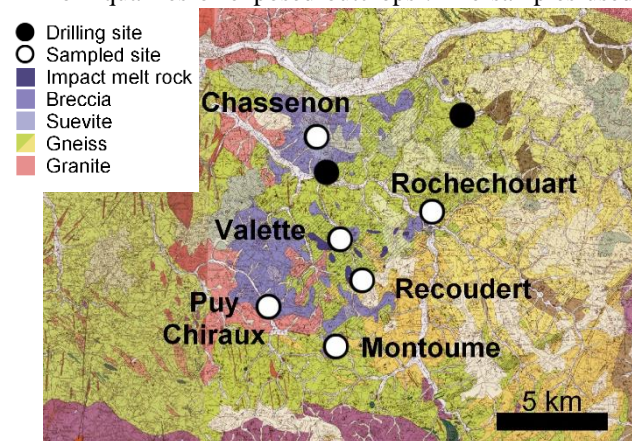 Drilling site
Sampled site
Impact melt rock
Breccia
Suevite
Gneiss
Granite
Chassenon
Rochechouart
Valette
Recoudert
Puy
Chiraux
Montoume
5 km